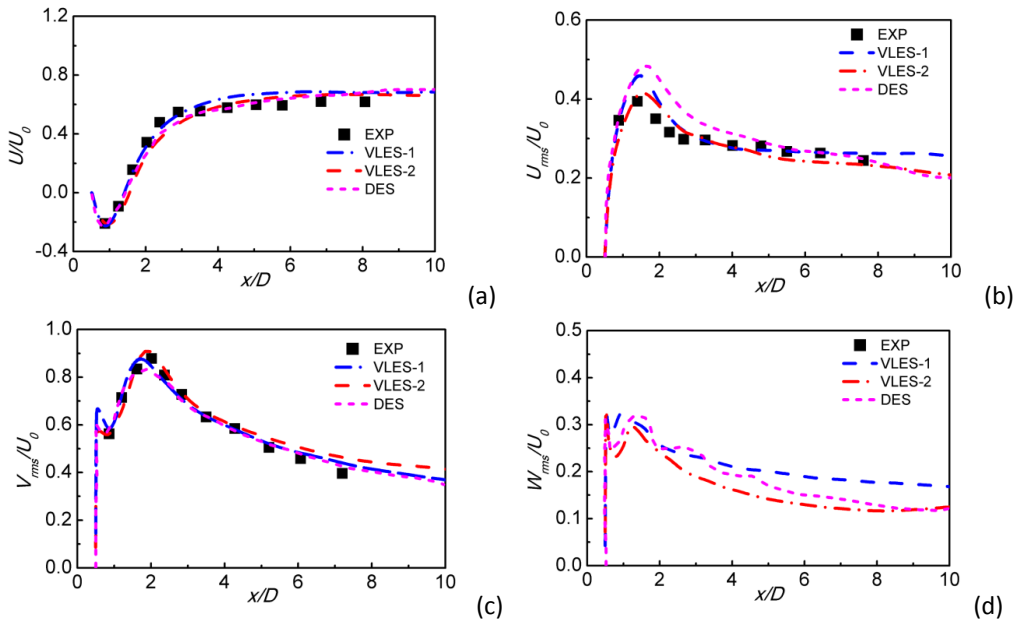 1.2
0.8
0.4
0.0
-0.4
U/U0
EXP
VLES-1
VLES-2
DES
0 2 4 6 8 10
x/D
(a)
0.6
0.4
0.2
0.0
Urms/U0
EXP
VLES-1
VLES-2
DES
0 2 4 6 8 10
x/D
(b)
1.0
0.8
0.6
0.4
0.2
0.0
Vrms/U0
EXP
VLES-1
VLES-2
DES
0 2 4 6 8 10
x/D
(c)
0.5
0.4
0.3
0.2
0.1
0.0
Wrms/U0
EXP
VLES-1
VLES-2
DES
0 2 4 6 8 10
x/D
(d)